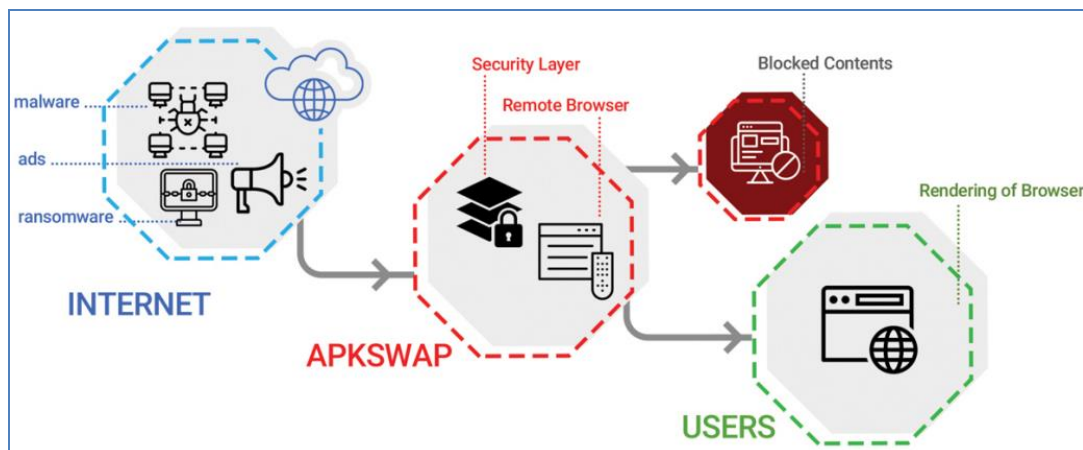 malware
ads
ransomware
INTERNET
Security Layer
Remote Browser
APKSWAP
Blocked Contents
Rendering of Browser
USERS